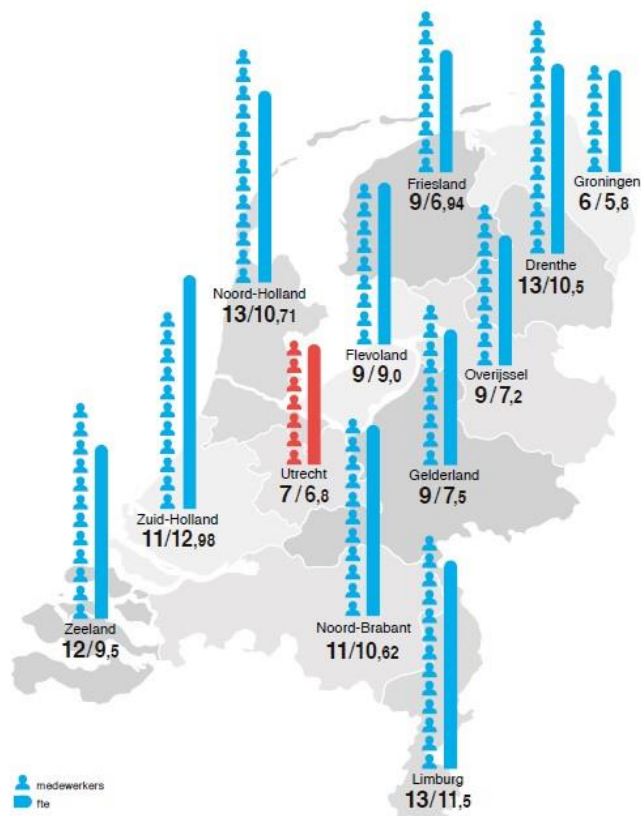 Friesland
9/6,94
Groningen
6/5,8
Drenthe
13/10,5
Noord-Holland
13/10,71
Flevoland
9/9,0
Overijssel
9/7,2
Utrecht
7/6,8
Gelderland
9/7,5
Zuid-Holland
11/12,98
Zeeland
12/9,5
Noord-Brabant
11/10,62
Limburg
13/11,5
medewerkers
fte